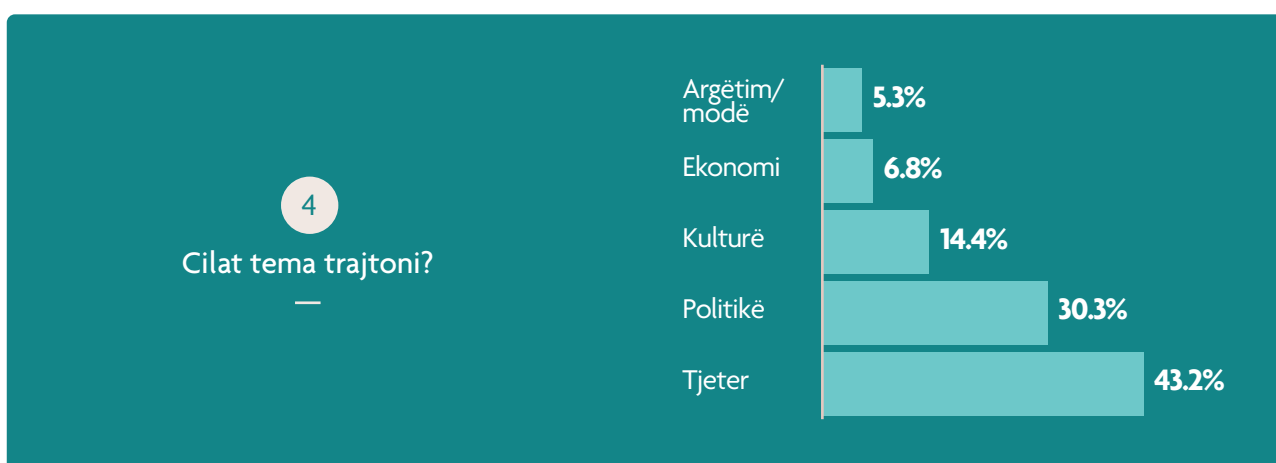 4
Cilat tema trajtoni?
Argëtim/
modë
5.3%
Ekonomi
6.8%
Kulturë
14.4%
Politikë
30.3%
Tjeter
43.2%